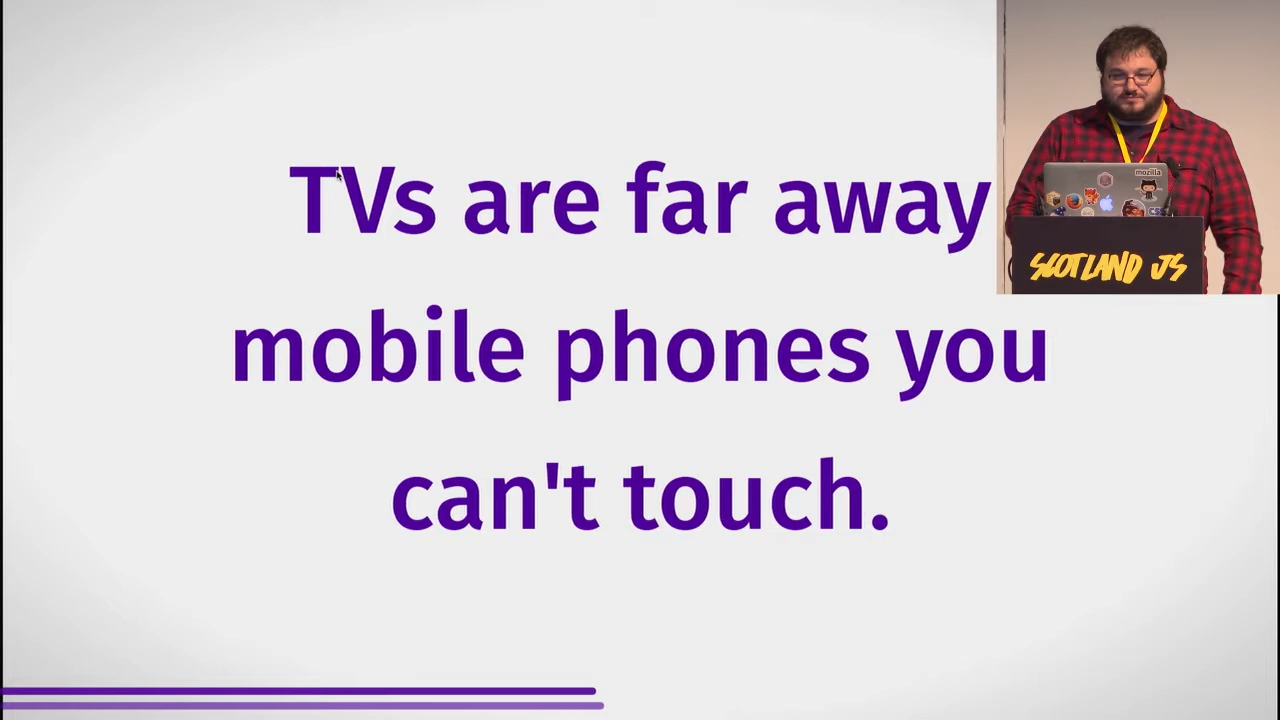 TVs are far away
mobile phones you
can't touch.
mozilla
SCOTLAND JS